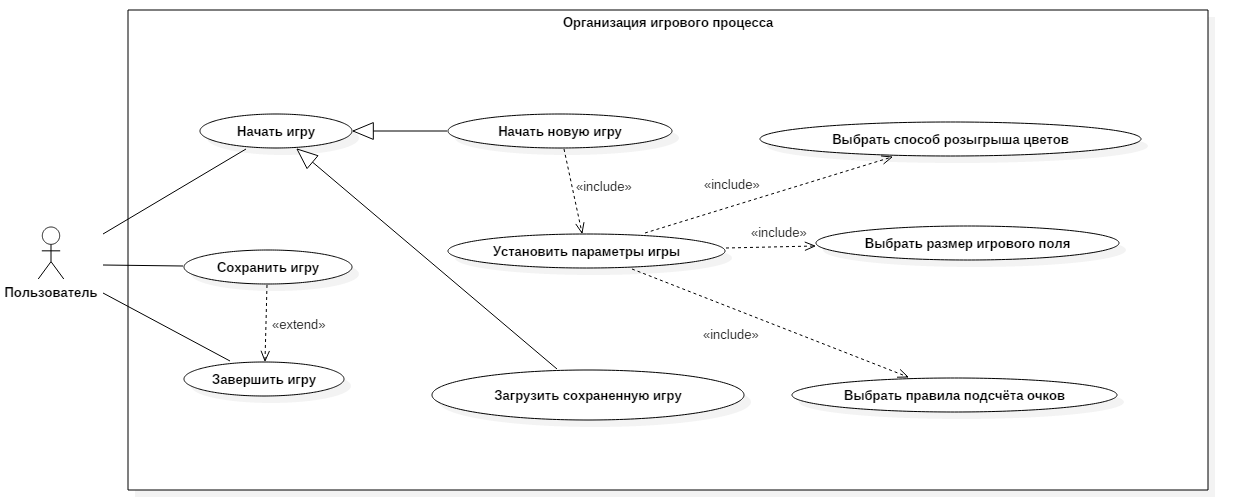 Организация игрового процесса
Начать игру
Начать новую игру
Выбрать способ розыгрыша цветов
«include»
«include»
«include»
Установить параметры игры
Выбрать размер игрового поля
Сохранить игру
Пользователь
«extend»
«include»
Завершить игру
Загрузить сохраненную игру
Выбрать правила подсчёта очков